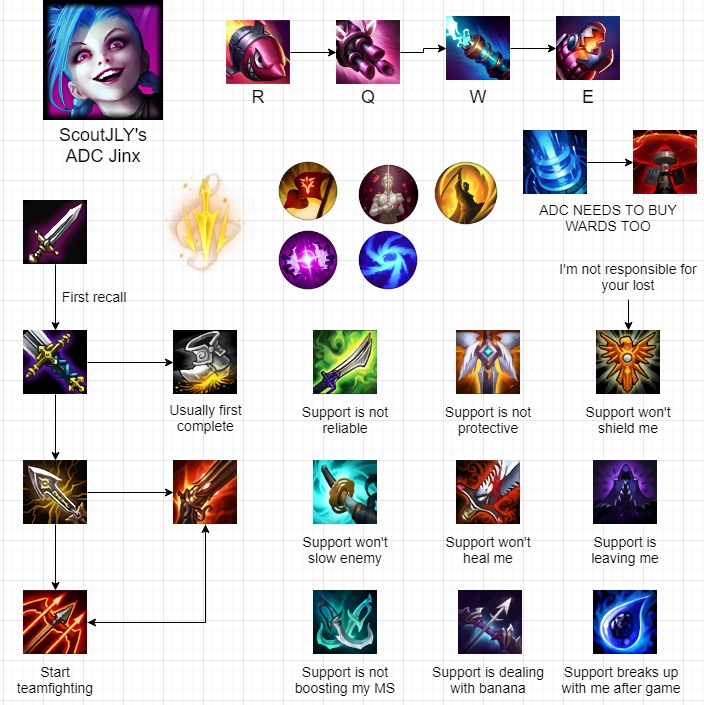 R
Q
W
E
ScoutJLY's
ADC Jinx
ADC NEEDS TO BUY
WARDS TOO
First recall
I'm not responsible for
your lost
Usually first
complete
Support is not
reliable
Support is not
protective
Support won't
shield me
Support won't
slow enemy
Support won't
heal me
Support is
leaving me
Start
teamfighting
Support is not
boosting my MS
Support is dealing
with banana
Support breaks up
with me after game